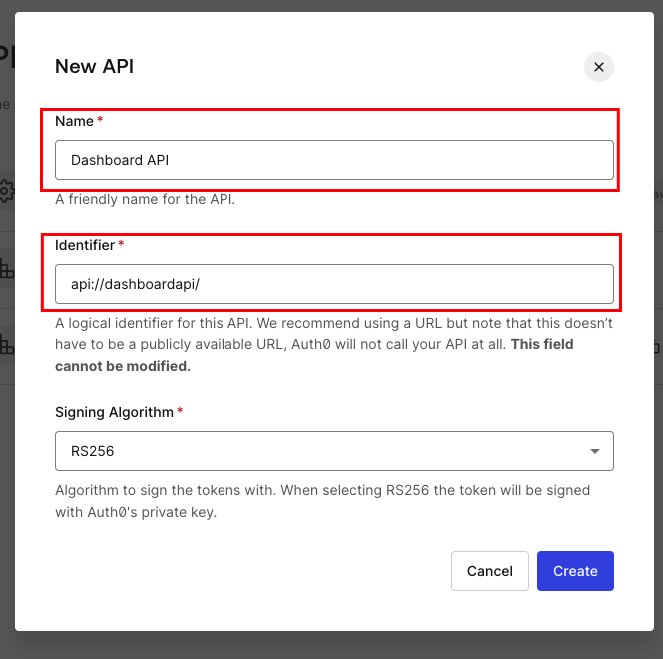 New API
Name *
Dashboard API
A friendly name for the API.
Identifier *
api://dashboardapi/
A logical identifier for this API. We recommend using a URL but note that this doesn’t
have to be a publicly available URL, Auth0 will not call your API at all. This field
cannot be modified.
Signing Algorithm *
RS256
Algorithm to sign the tokens with. When selecting RS256 the token will be signed
with Auth0's private key.
Cancel
Create